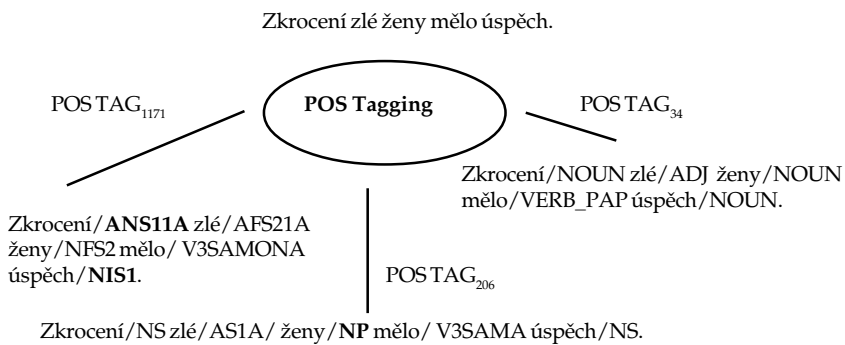 Zkrocení zlé ženy mělo úspěch.
POS TAG1171
POS Tagging
POS TAG34
Zkrocení/NOUN zlé/ADJ ženy/NOUN
mělo/VERB_PAP úspěch/NOUN.
Zkrocení/ANS11A zlé/AFS21A
ženy/NFS2 mělo/ V3SAMONA
úspěch/NIS1.
POS TAG206
Zkrocení/NS zlé/AS1A/ ženy/NP mělo/ V3SAMA úspěch/NS.